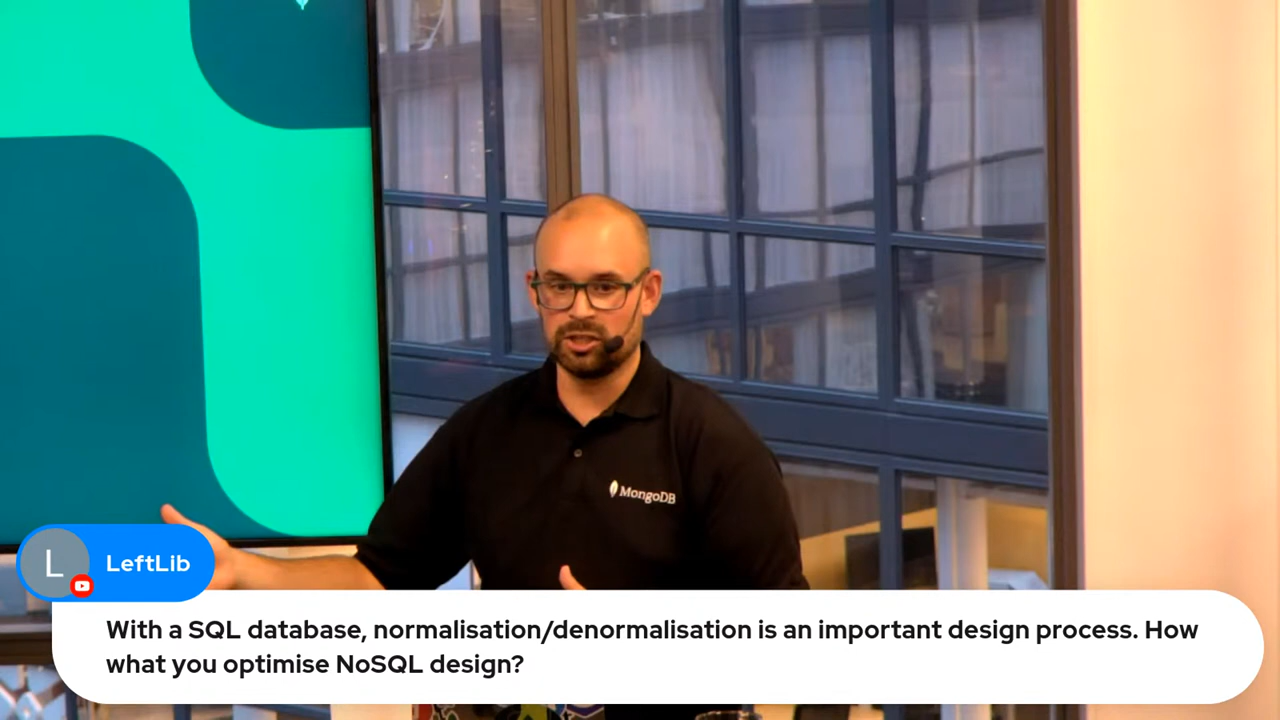 MongoDB
L
LeftLib
With a SQL database, normalisation/denormalisation is an important design process. How
what you optimise NoSQL design?